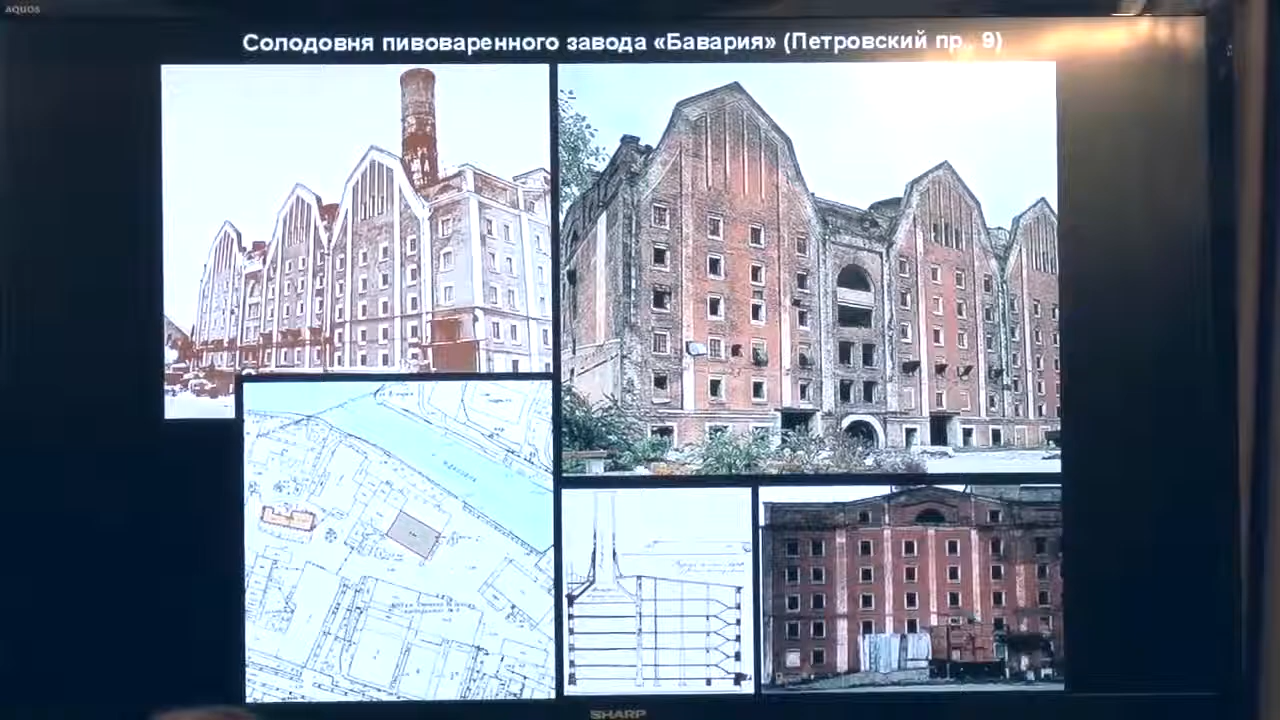 AQUOS
Солодовня пивоваренного завода «Бавария» (Петровский пр., 9)
SHARP